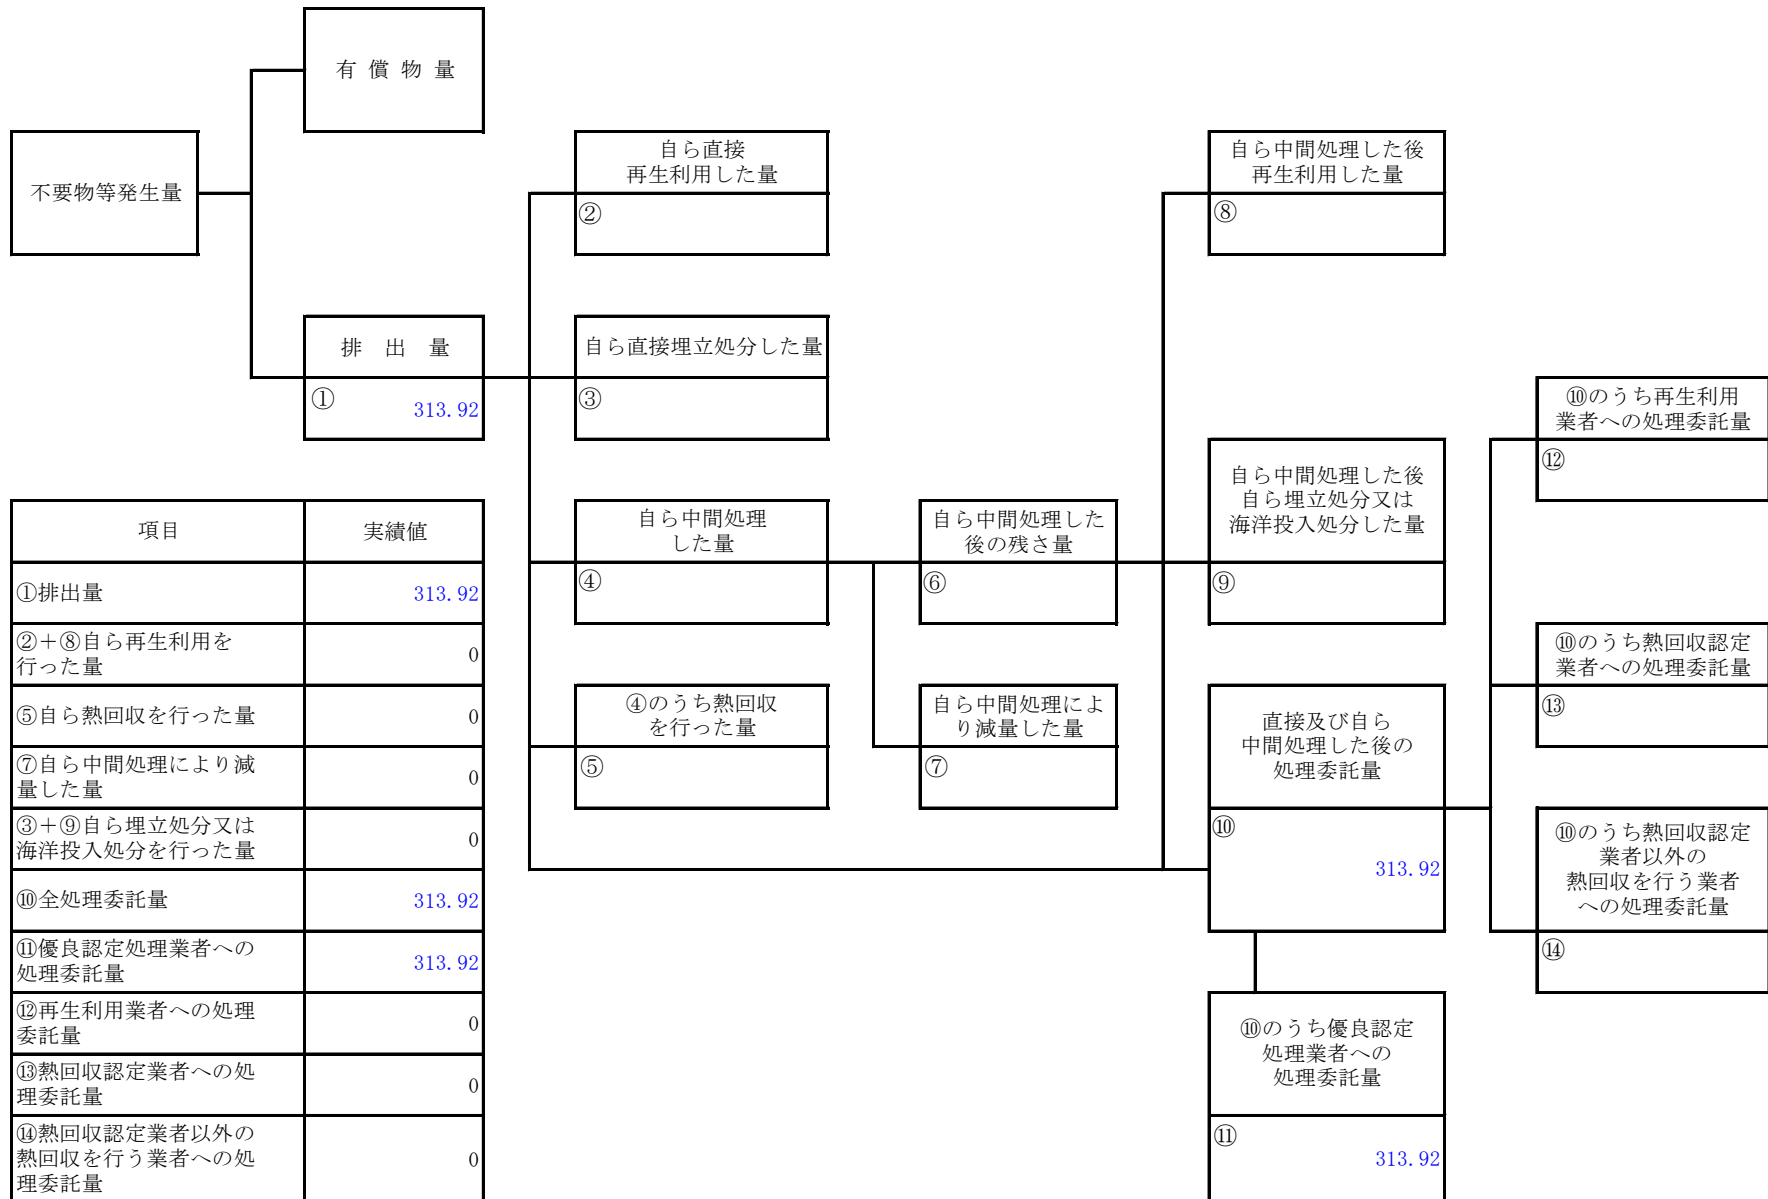 有 償 物 量
不要物等発生量
自ら直接
再生利用した量
②
自ら中間処理した後
再生利用した量
⑧
排 出 量
① 313.92
自ら直接埋立処分した量
③
⑩のうち再生利用
業者への処理委託量
⑫
自ら中間処理
した量
④
自ら中間処理した
後の残さ量
⑥
自ら中間処理した後
自ら埋立処分又は
海洋投入処分した量
⑨
⑩のうち熱回収認定
業者への処理委託量
⑬
④のうち熱回収
を行った量
⑤
自ら中間処理によ
り減量した量
⑦
直接及び自ら
中間処理した後の
処理委託量
⑩
313.92
⑩のうち熱回収認定
業者以外の
熱回収を行う業者
への処理委託量
⑭
⑩のうち優良認定
処理業者への
処理委託量
⑪
313.92
項目 実績値
①排出量 313.92
②+⑧自ら再生利用を
行った量 0
⑤自ら熱回収を行った量 0
⑦自ら中間処理により減
量した量 0
③+⑨自ら埋立処分又は
海洋投入処分を行った量 0
⑩全処理委託量 313.92
⑪優良認定処理業者への
処理委託量 313.92
⑫再生利用業者への処理
委託量 0
⑬熱回収認定業者への処
理委託量 0
⑭熱回収認定業者以外の
熱回収を行う業者への処
理委託量 0